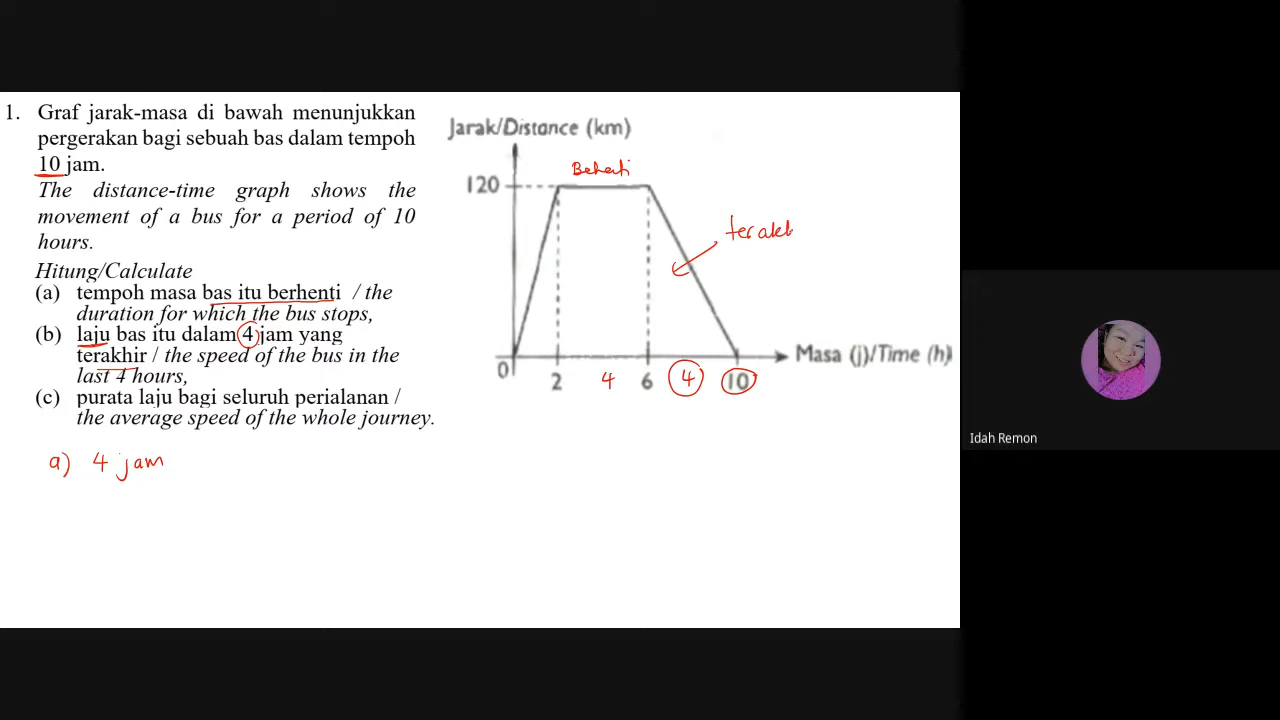 1. Graf jarak-masa di bawah menunjukkan
pergerakan bagi sebuah bas dalam tempoh
10 jam.
The distance-time graph shows the
movement of a bus for a period of 10
hours.
Hitung/Calculate
(a) tempoh masa bas itu berhenti / the
duration for which the bus stops,
(b) laju bas itu dalam 4 jam yang
terakhir / the speed of the bus in the
last 4 hours,
(c) purata laju bagi seluruh perjalanan /
the average speed of the whole journey.
a) 4 jam
Jarak/Distance (km)
120
0
2 4 6 4 10
Masa (j)/Time (h)
Idah Remon